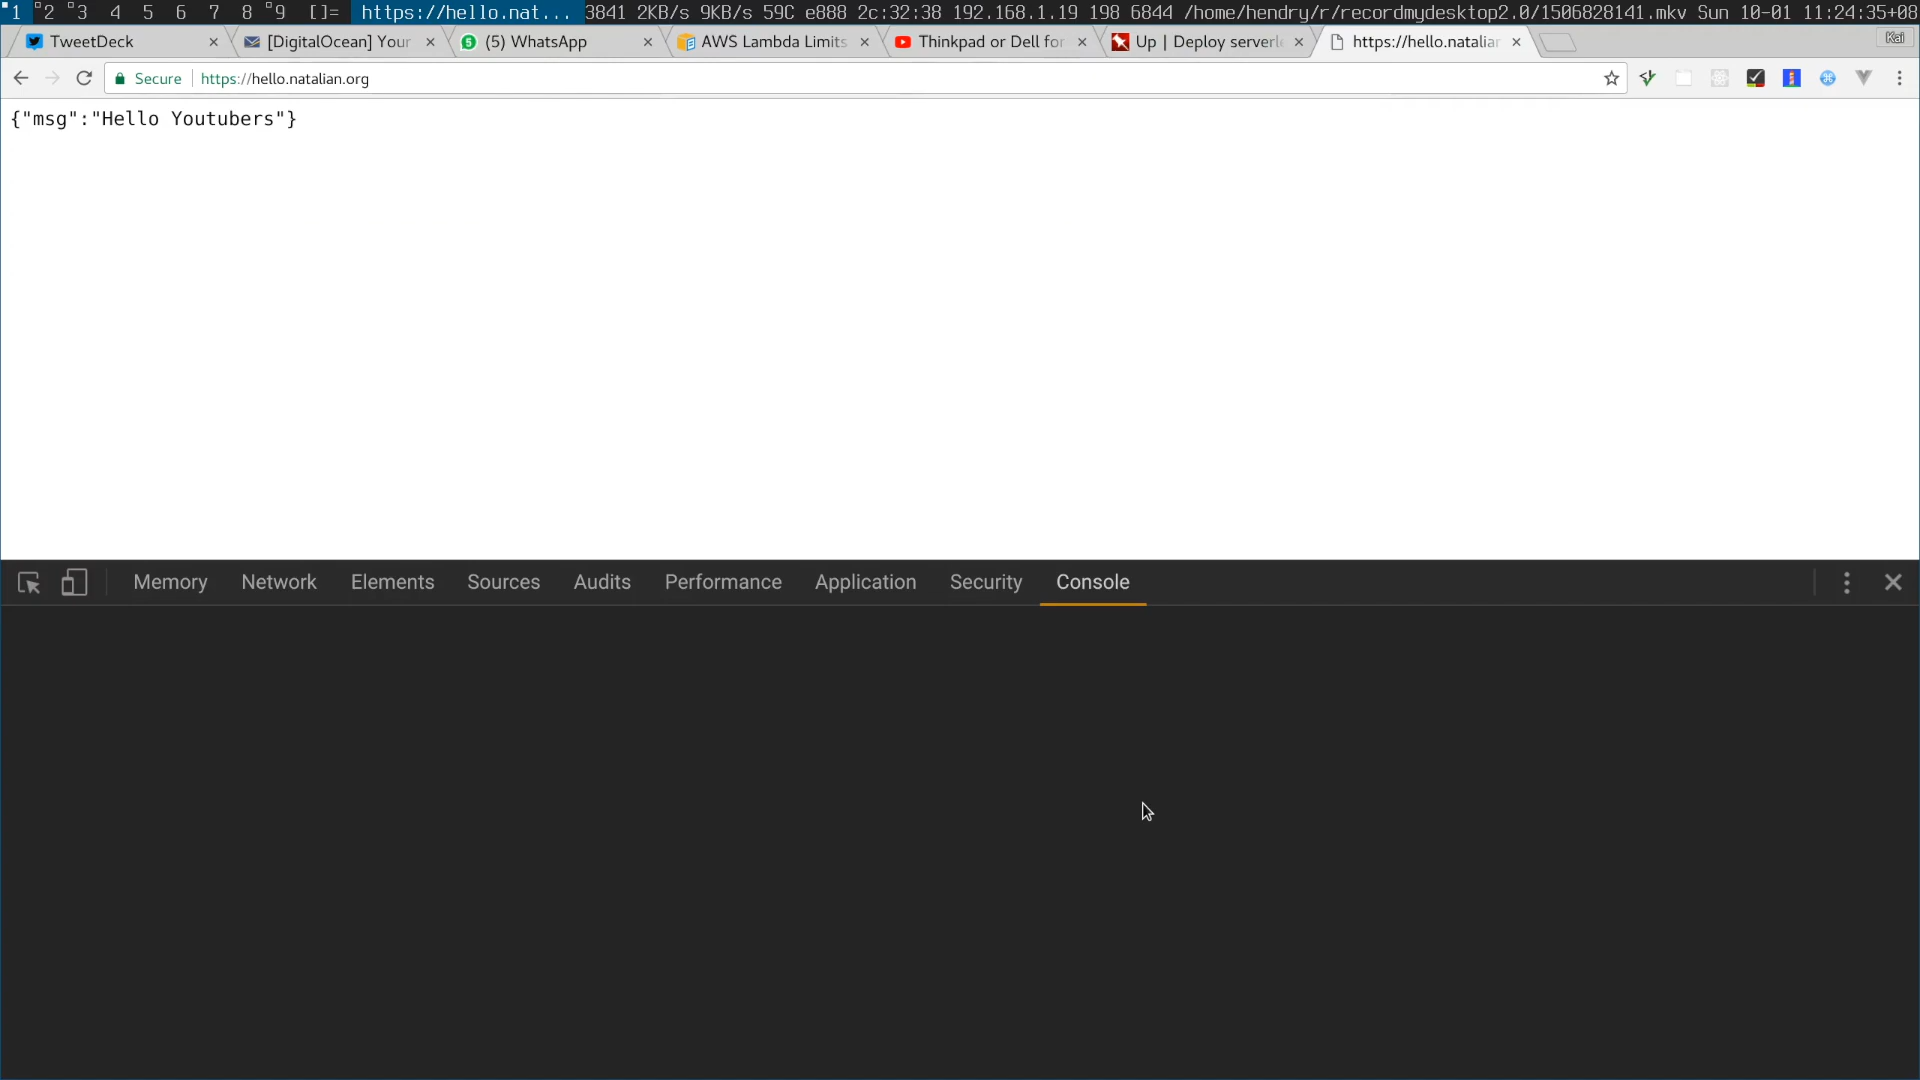 1 2 3 4 5 6 7 8 9 []= https://hello.nat... 3841 2KB/s 9KB/s 59C e888 2c:32:38 192.168.1.19 198 6844 /home/hendry/r/recordmydesktop2.0/1506828141.mkv Sun 10-01 11:24:35+08
TweetDeck [DigitalOcean] Your (5) WhatsApp AWS Lambda Limits Thinkpad or Dell for Up | Deploy serverle https://hello.natalian Kai
Secure https://hello.natalian.org
{"msg":"Hello Youtubers"}
Memory Network Elements Sources Audits Performance Application Security Console